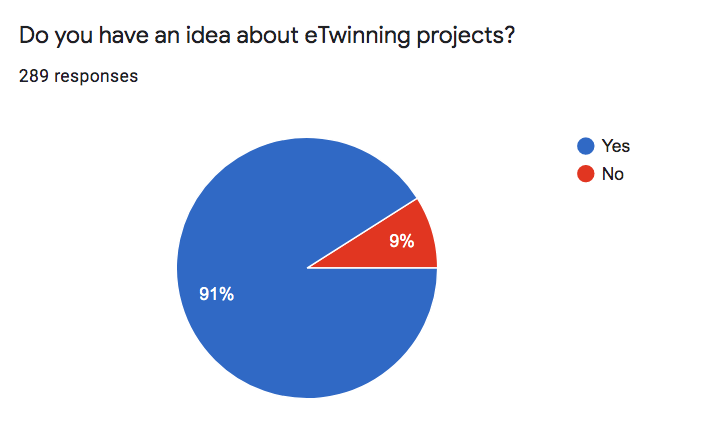 Do you have an idea about eTwinning projects?
289 responses
Yes
No
9%
91%